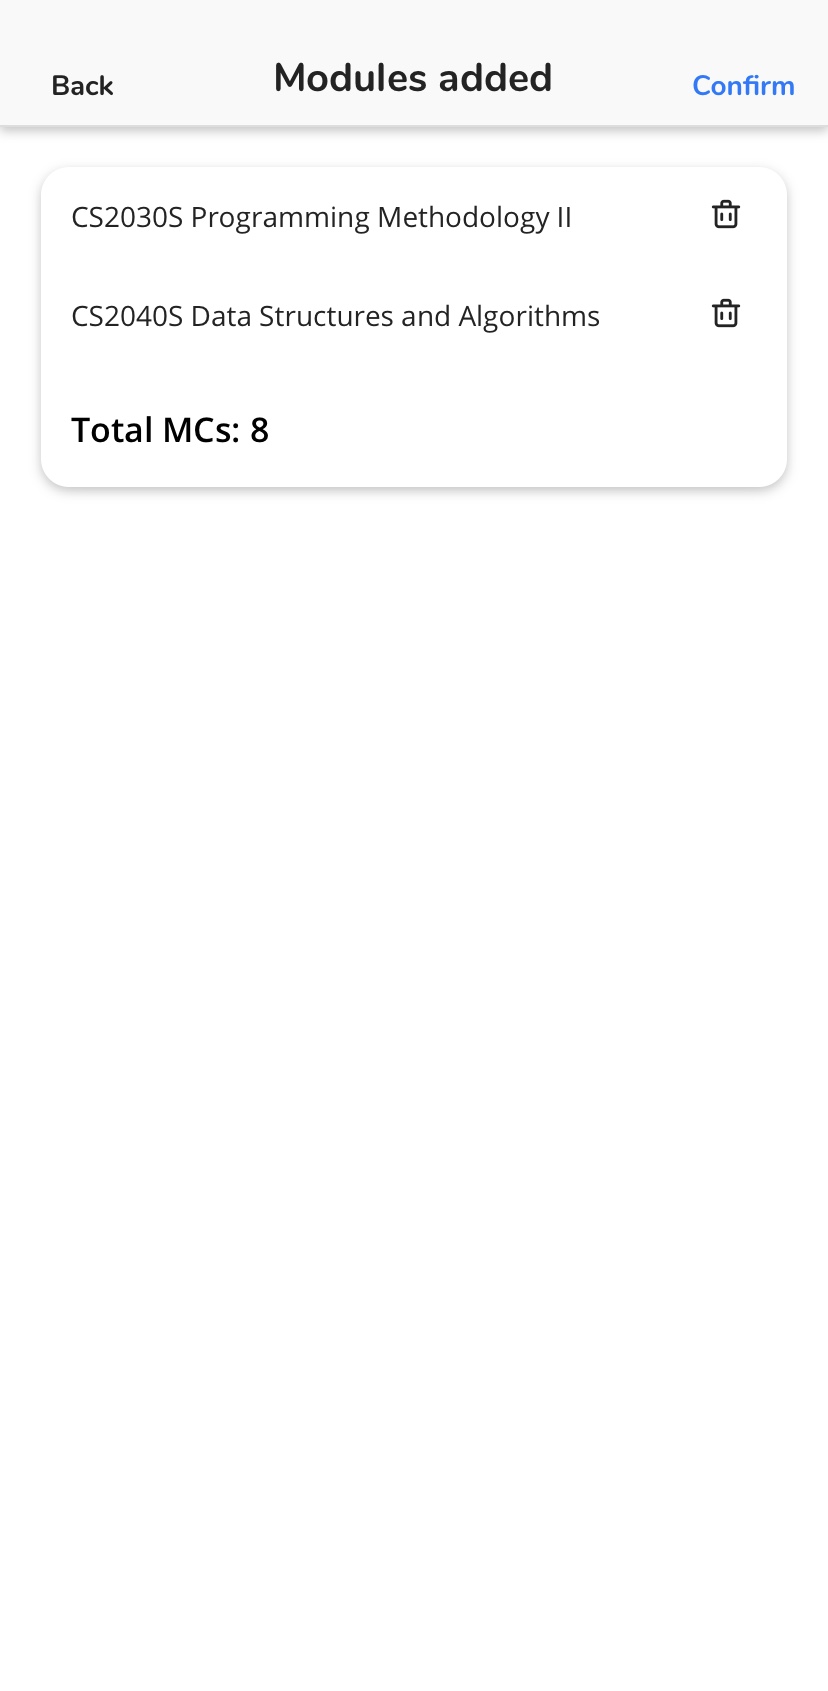 Back
Modules added
Confirm
CS2030S Programming Methodology II
CS2040S Data Structures and Algorithms
Total MCs: 8